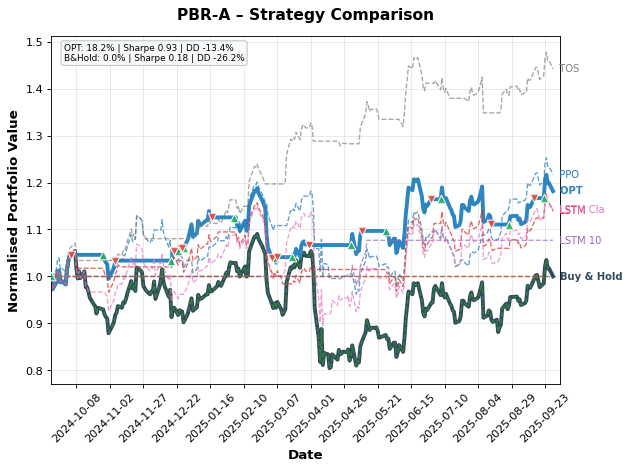 PBR-A – Strategy Comparison
OPT: 18.2% | Sharpe 0.93 | DD -13.4%
B&Hold: 0.0% | Sharpe 0.18 | DD -26.2%
Normalised Portfolio Value
1.5
1.4
1.3
1.2
1.1
1.0
0.9
0.8
TOS
PPO
OPT
LSTM Cla
LSTM 10
Buy & Hold
2024-10-08
2024-11-02
2024-11-27
2024-12-22
2025-01-16
2025-02-10
2025-03-07
2025-04-01
2025-04-26
2025-05-21
2025-06-15
2025-07-10
2025-08-04
2025-08-29
2025-09-23
Date